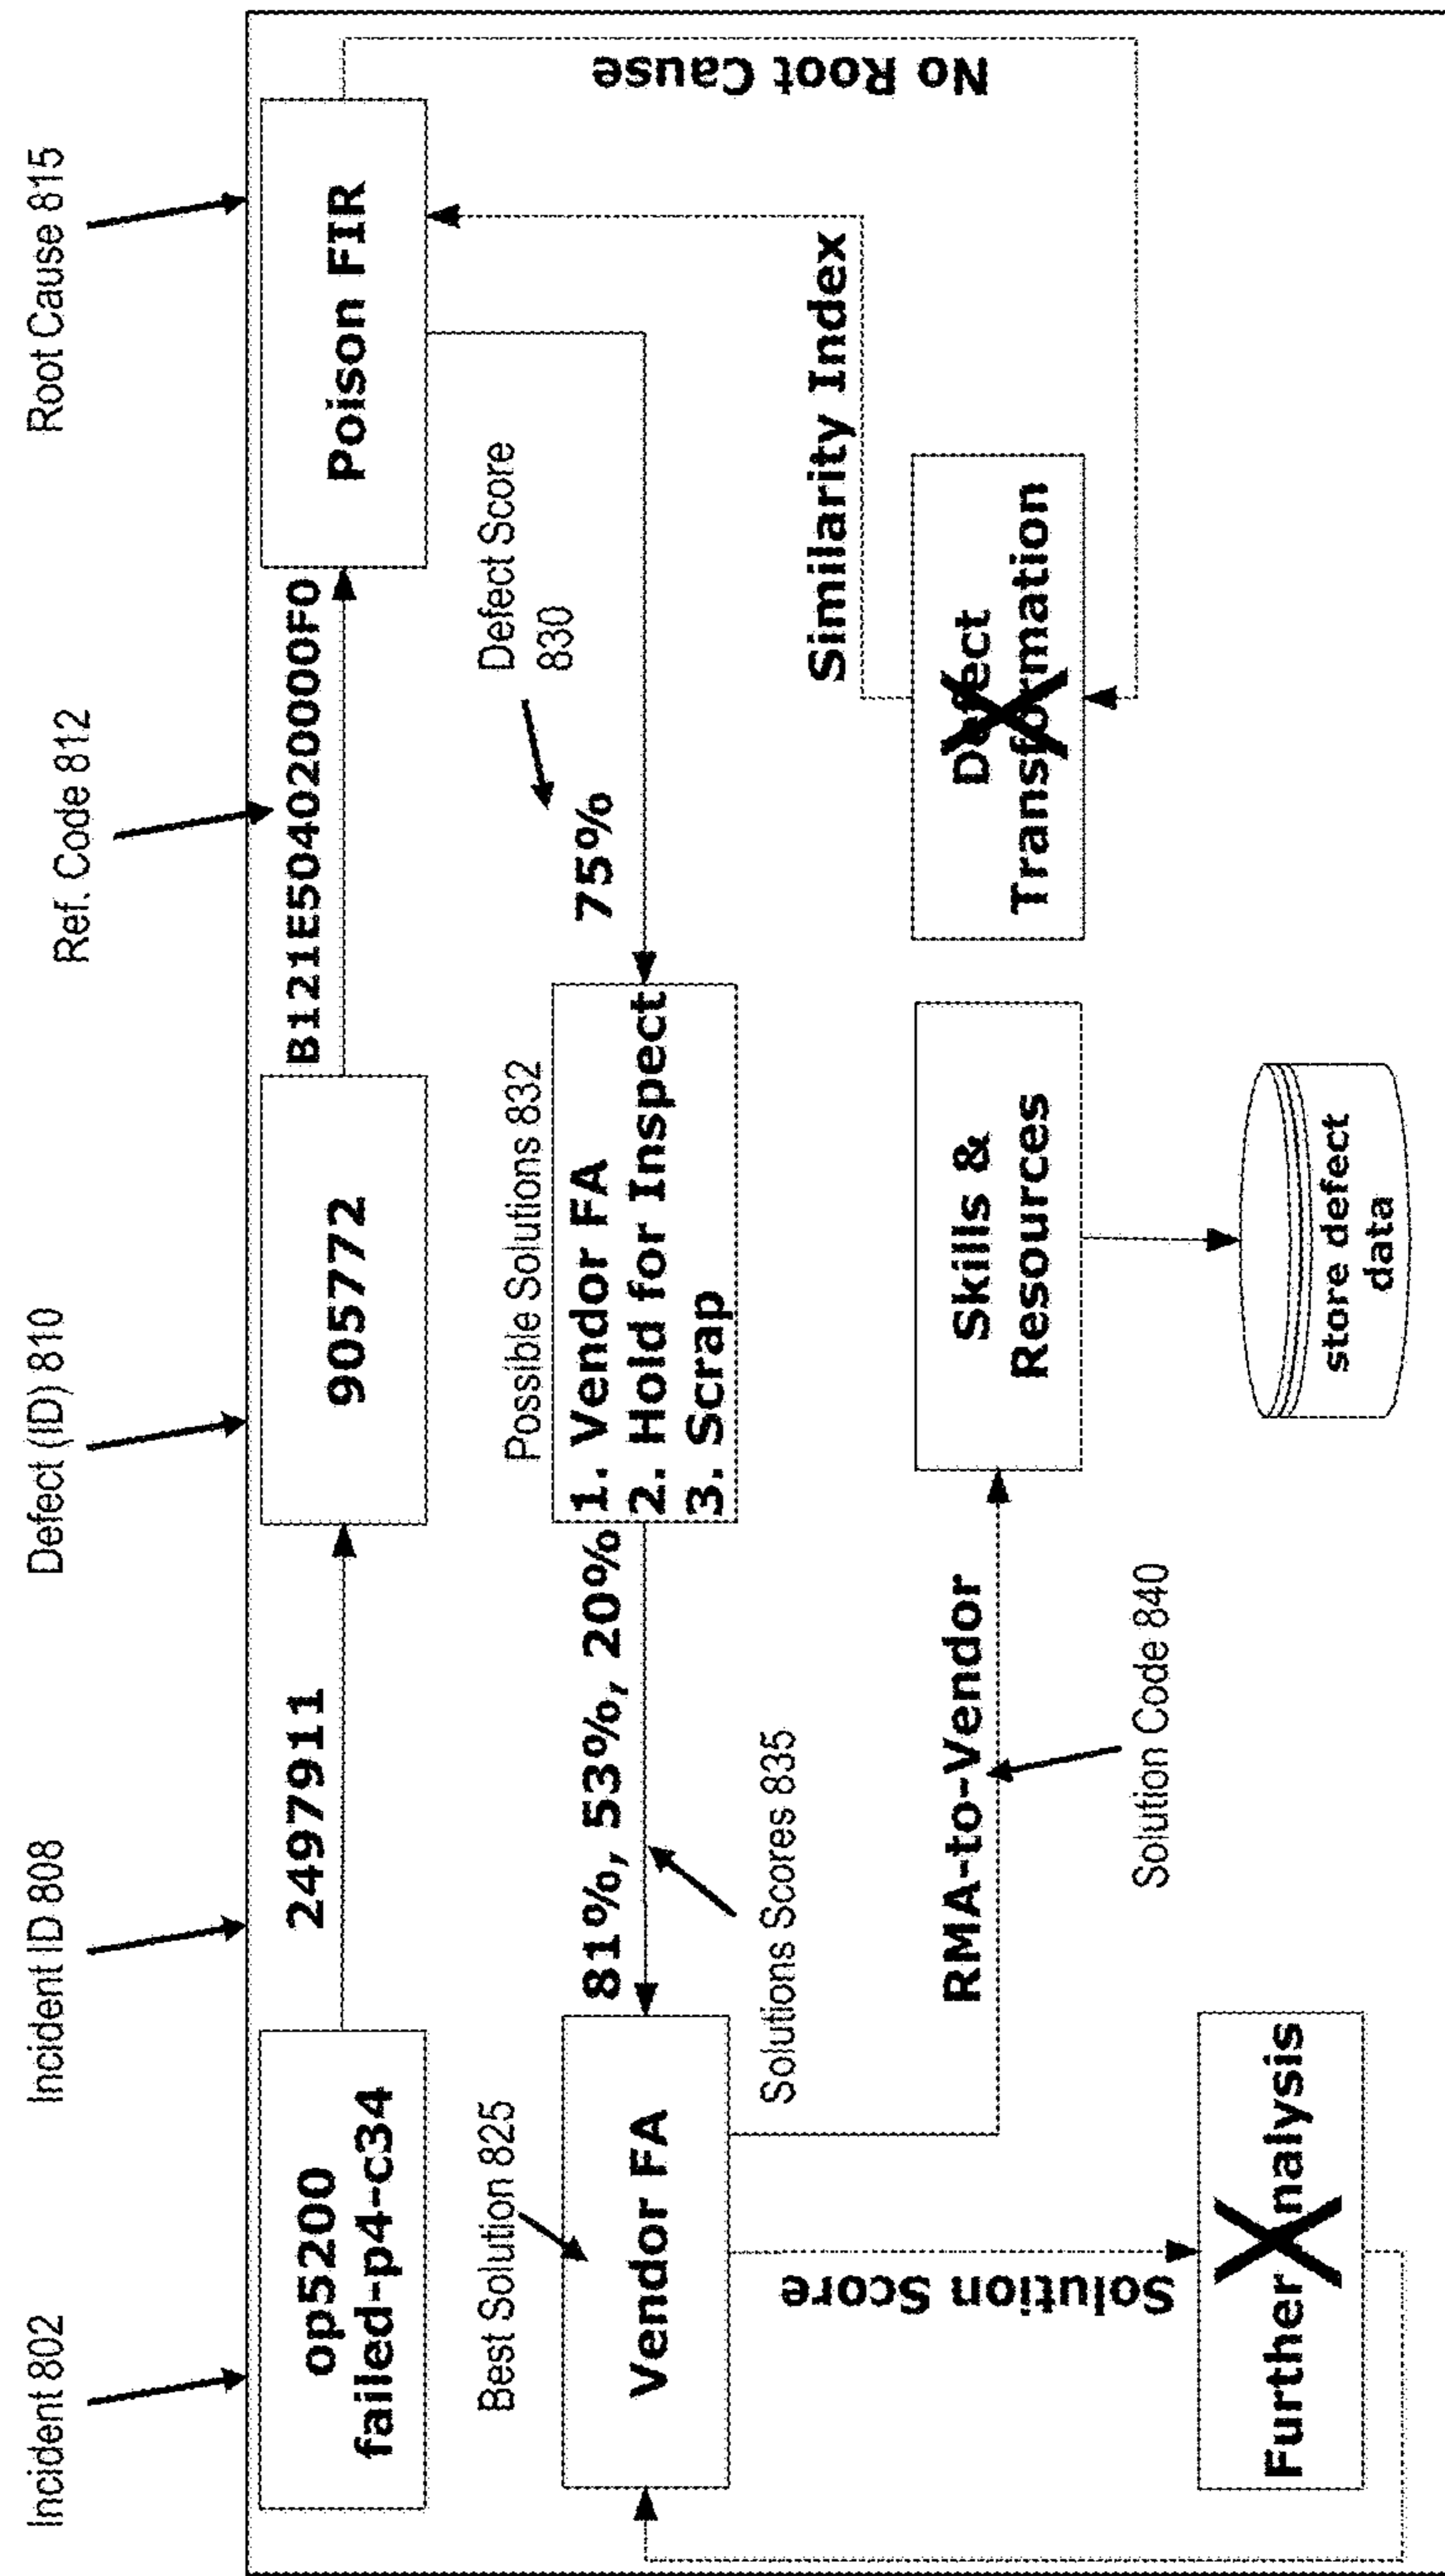 Incident 802
Incident ID 808
Defect (ID) 810
Ref. Code 812
Root Cause 815
op5200
failed-p4-c34
2497911
905772
B121E504020000F0
Poison FIR
No Root Cause
Best Solution 825
Vendor FA
81%, 53%, 20%
Solutions Scores 835
Possible Solutions 832
1. Vendor FA
2. Hold for Inspect
3. Scrap
75%
Defect Score
830
Similarity Index
Defect
Transformation
RMA-to-Vendor
Solution Code 840
Skills &
Resources
store defect
data
Solution Score
Further Analysis